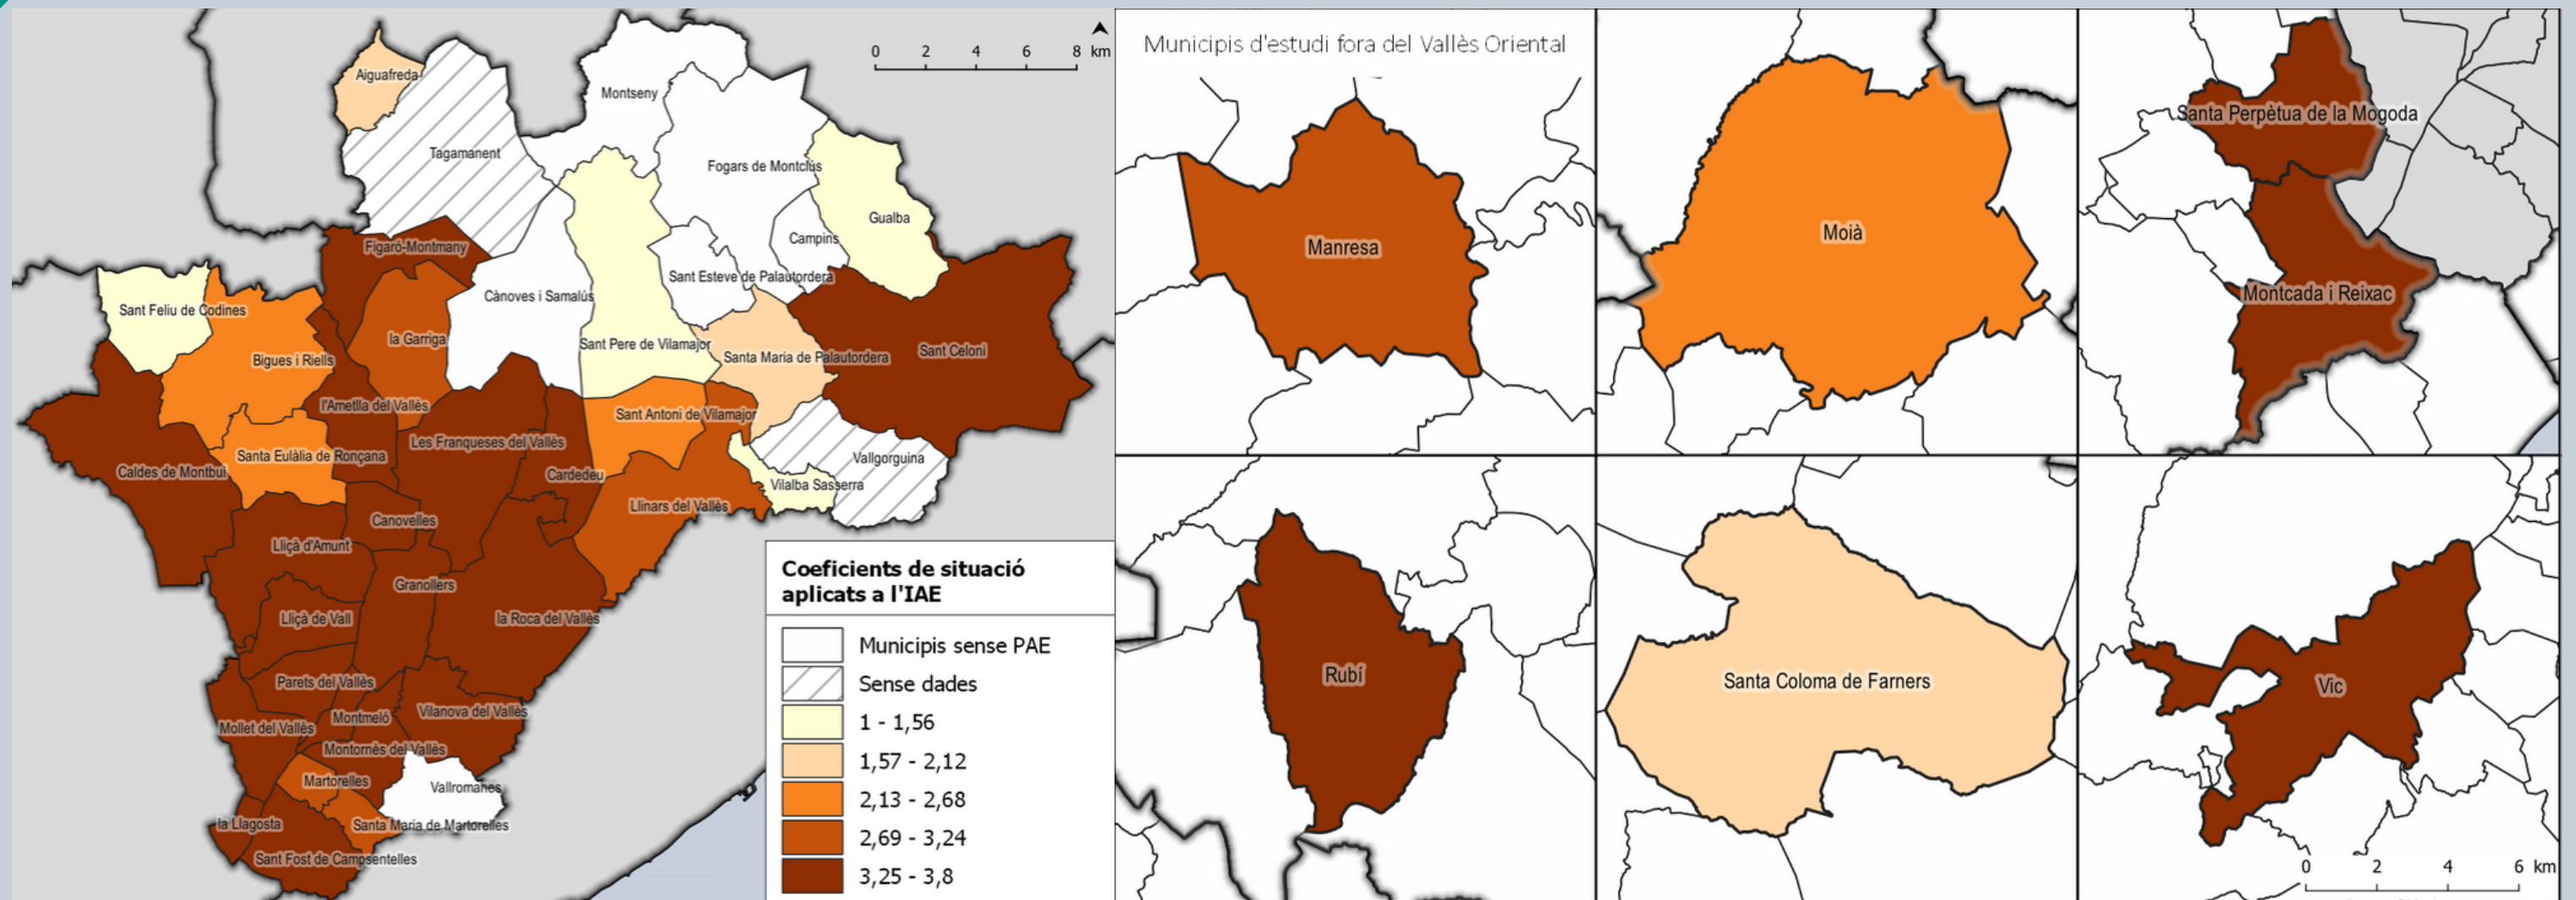 Aiguafreda
Tagamanent
Montseny
Fogars de Montclús
Gualba
Campins
Figaró-Montmany
Sant Esteve de Palautordera
Cànoves i Samalús
Sant Feliu de Codines
la Garriga
Bigues i Riells
Sant Pere de Vilamajor
Santa Maria de Palautordera
Sant Celoni
l'Ametlla del Vallès
Sant Antoni de Vilamajor
Les Franqueses del Vallès
Santa Eulàlia de Ronçana
Caldes de Montbui
Cardedeu
Vallgorguina
Vilalba Sasserra
Llinars del Vallès
Canovelles
Lliçà d'Amunt
Granollers
Lliçà de Vall
la Roca del Vallès
Parets del Vallès
Montmeló
Vilanova del Vallès
Mollet del Vallès
Montornès del Vallès
Martorelles
Vallromanes
la Llagosta
Santa Maria de Martorelles
Sant Fost de Campsentelles
0 2 4 6 8 km
Coeficients de situació
aplicats a l'IAE
Municipis sense PAE
Sense dades
1 - 1,56
1,57 - 2,12
2,13 - 2,68
2,69 - 3,24
3,25 - 3,8
Municipis d'estudi fora del Vallès Oriental
Manresa
Moià
Santa Perpètua de la Mogoda
Montcada i Reixac
Rubí
Santa Coloma de Farners
Vic
0 2 4 6 km